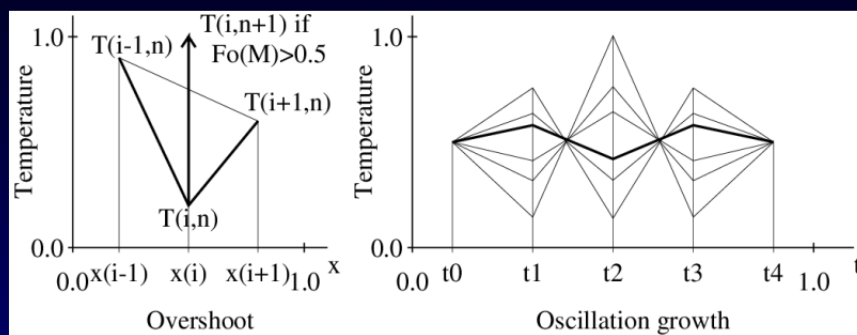 1.0
T(i-1,n)
T(i,n+1) if
Fo(M)>0.5
T(i+1,n)
T(i,n)
Temperature
0.0
0.0 x(i-1) x(i) x(i+1) 1.0 x
Overshoot
1.0
Temperature
0.0
0.0 t0 t1 t2 t3 t4 1.0 t
Oscillation growth